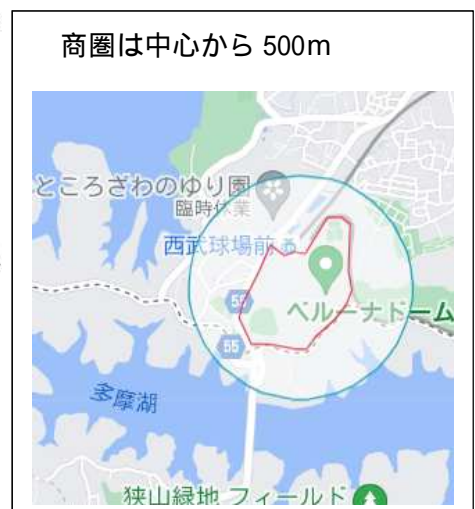 商圏は中心から 500m
ところざわのゆり園
臨時休業
西武球場前
ベルーナドーム
55
55
多摩湖
狭山緑地 フィールド